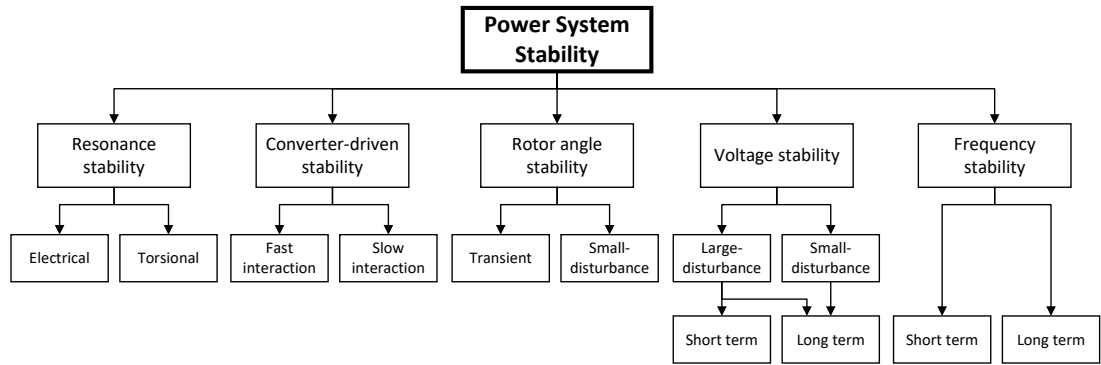 Power System
Stability
Resonance
stability
Converter-driven
stability
Rotor angle
stability
Voltage stability
Frequency
stability
Electrical
Torsional
Fast
interaction
Slow
interaction
Transient
Small-
disturbance
Large-
disturbance
Small-
disturbance
Short term
Long term
Short term
Long term